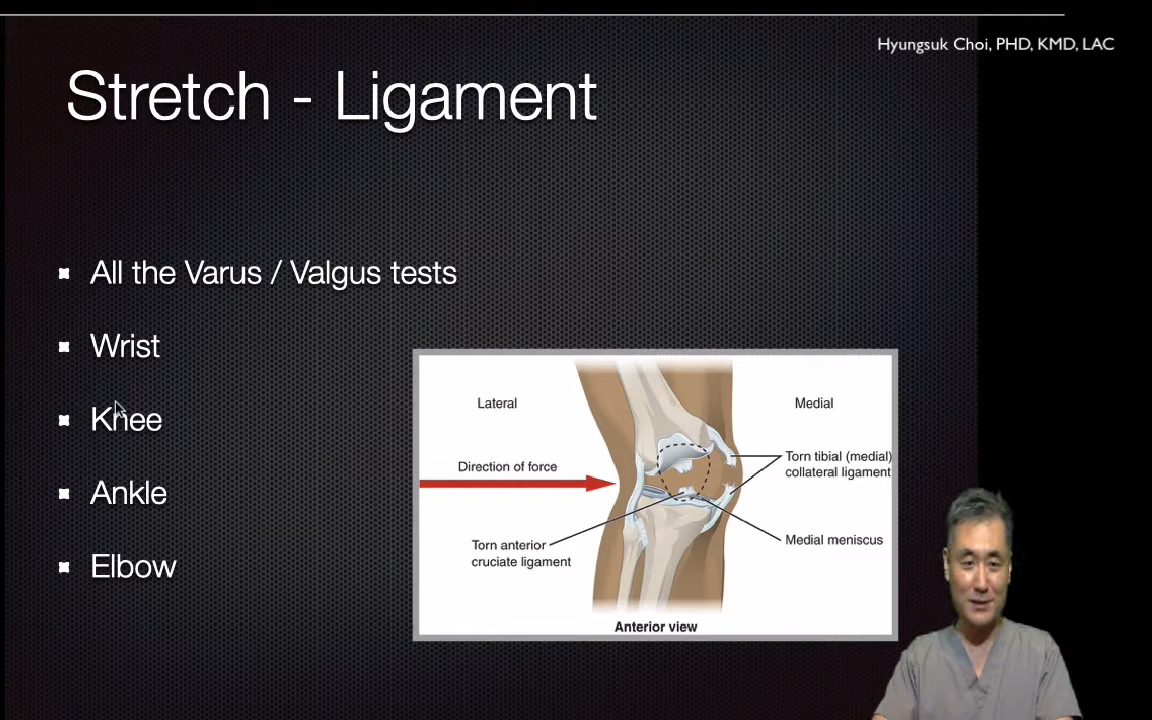 Hyungsuk Choi, PHD, KMD, LAC
Stretch - Ligament
All the Varus / Valgus tests
Wrist
Knee
Ankle
Elbow
Lateral
Medial
Direction of force
Torn tibial (medial)
collateral ligament
Torn anterior
cruciate ligament
Medial meniscus
Anterior view